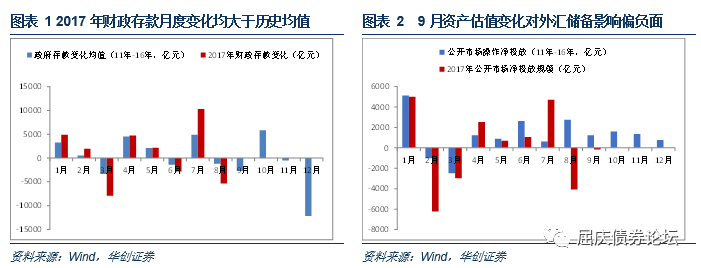 图表 1 2017 年财政存款月度变化均大于历史均值
政府存款变化均值（11年-16年，亿元）
2017年财政存款变化（亿元）
15000
10000
5000
0
-5000
-10000
-15000
1月 2月 3月 4月 5月 6月 7月 8月 9月 10月 11月 12月
资料来源：Wind，华创证券
图表 2 9 月资产估值变化对外汇储备影响偏负面
公开市场操作净投放（11年-16年，亿元）
2017年公开市场净投放规模（亿元）
6000
4000
2000
0
-2000
-4000
-6000
-8000
1月 2月 3月 4月 5月 6月 7月 8月 9月 10月 11月 12月
资料来源：Wind，华创证券
屈庆债券论坛